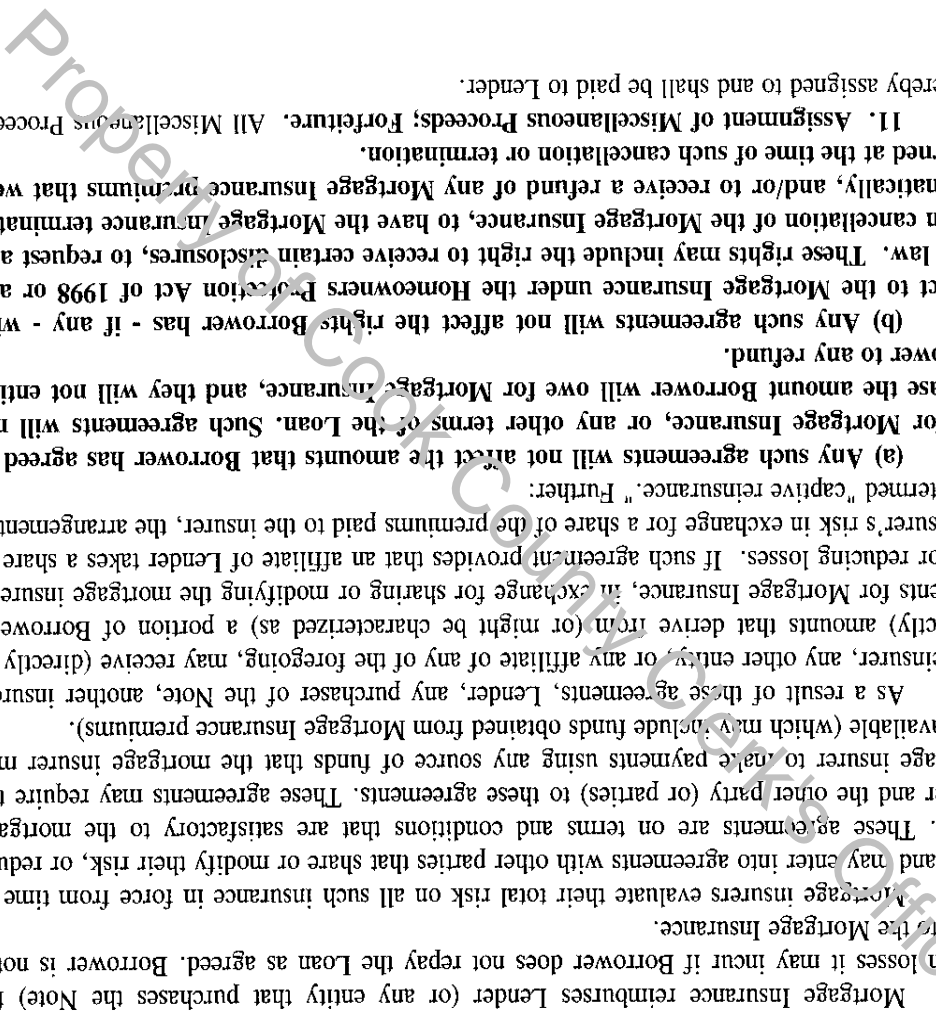 Mortgage Insurance reimburses Lender (or any entity that purchases the Note) f
n losses it may incur if Borrower does not repay the Loan as agreed. Borrower is not
to the Mortgage Insurance.
Mortgage insurers evaluate their total risk on all such insurance in force from time
and may enter into agreements with other parties that share or modify their risk, or redu
. These agreements are on terms and conditions that are satisfactory to the mortga
er and the other party (or parties) to these agreements. These agreements may require t
age insurer to make payments using any source of funds that the mortgage insurer m
available (which may include funds obtained from Mortgage Insurance premiums).
As a result of these agreements, Lender, any purchaser of the Note, another insure
einsurer, any other entity, or any affiliate of any of the foregoing, may receive (directly
ctly) amounts that derive from (or might be characterized as) a portion of Borrowe
ents for Mortgage Insurance, in exchange for sharing or modifying the mortgage insure
or reducing losses. If such agreement provides that an affiliate of Lender takes a share
surer's risk in exchange for a share of the premiums paid to the insurer, the arrangement
termed "captive reinsurance." Further:
(a) Any such agreements will not affect the amounts that Borrower has agreed
for Mortgage Insurance, or any other terms of the Loan. Such agreements will n
ase the amount Borrower will owe for Mortgage Insurance, and they will not enti
ower to any refund.
(b) Any such agreements will not affect the rights Borrower has - if any - wi
ct to the Mortgage Insurance under the Homeowners Protection Act of 1998 or a
law. These rights may include the right to receive certain disclosures, to request a
n cancellation of the Mortgage Insurance, to have the Mortgage Insurance terminat
matically, and/or to receive a refund of any Mortgage Insurance premiums that we
rned at the time of such cancellation or termination.
11. Assignment of Miscellaneous Proceeds; Forfeiture. All Miscellaneous Procee
ereby assigned to and shall be paid to Lender.
Property of Cook County Clerk's Offic